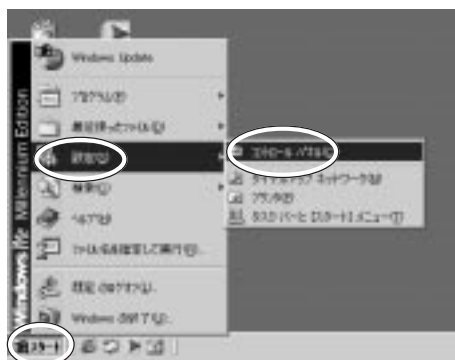 Windows Update
プログラム(P)
最近使ったファイル(D)
設定(S)
検索(C)
ヘルプ(H)
ファイル名を指定して実行(R)...
Windows の終了(U)...
コントロール パネル(C)
ダイヤルアップ ネットワーク(D)
プリンタ(P)
タスク バーと [スタート] メニュー(T)
Windows Me Millennium Edition
スタート